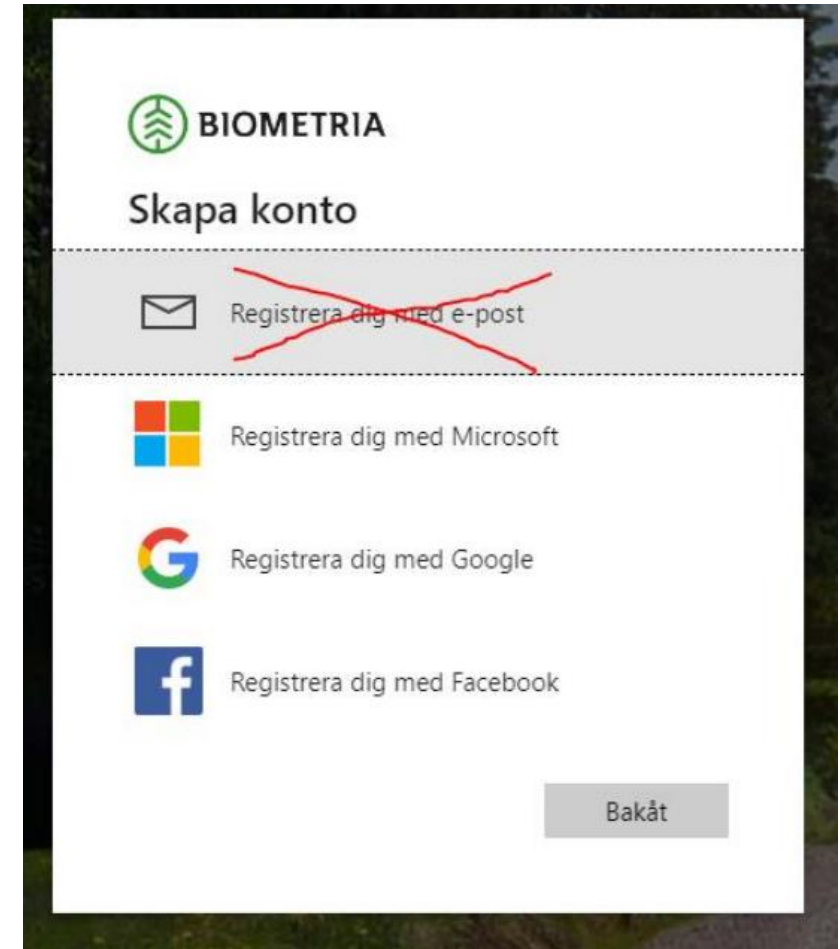 BIOMETRIA
Skapa konto
Registrera dig med e-post
Registrera dig med Microsoft
Registrera dig med Google
Registrera dig med Facebook
Bakåt